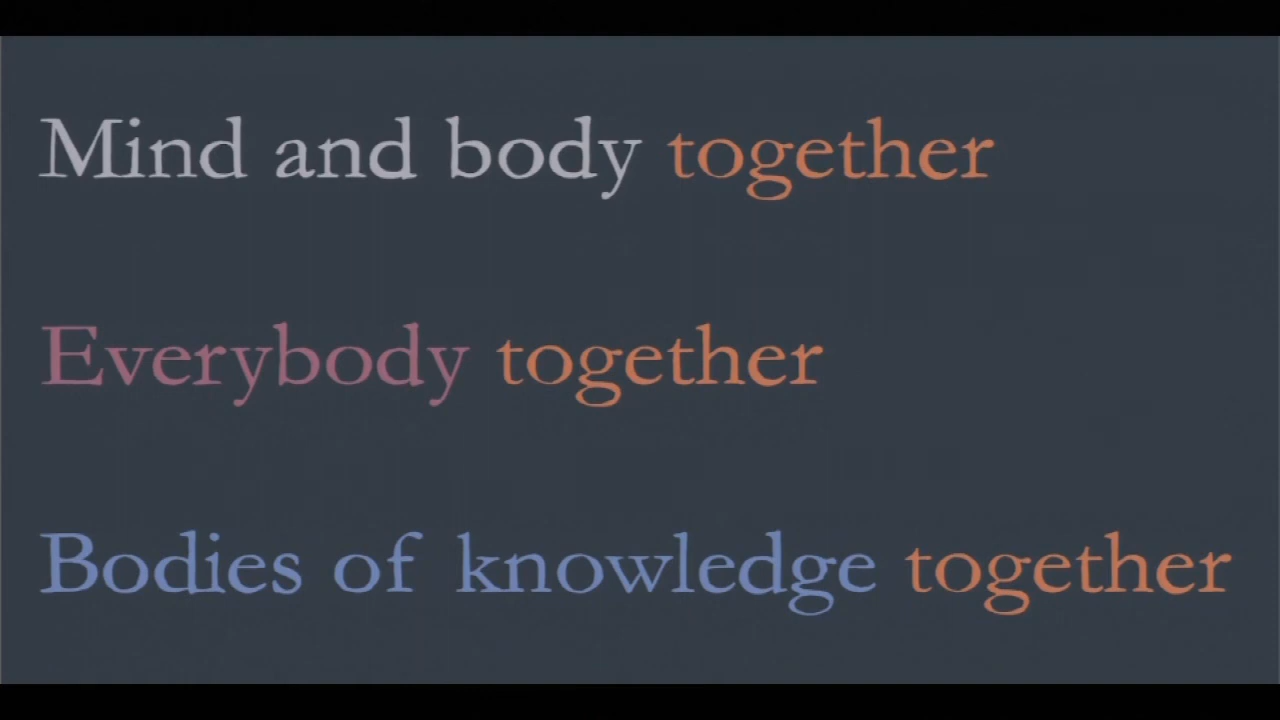 Mind and body together
Everybody together
Bodies of knowledge together